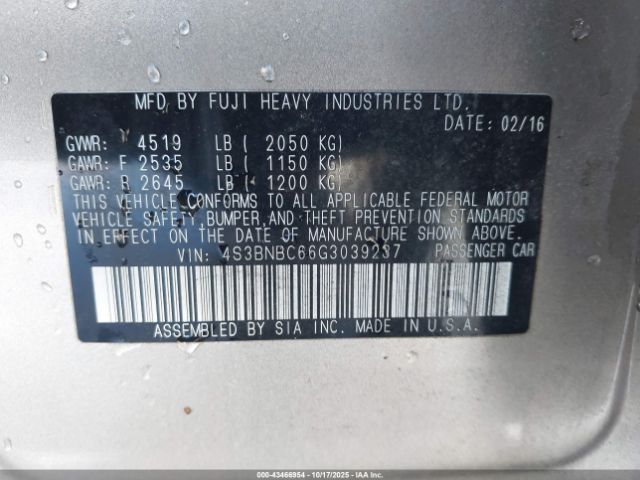 MFD. BY FUJI HEAVY INDUSTRIES LTD.
DATE: 02/16
GVWR: 4519 LB ( 2050 KG)
GAWR: F 2535 LB ( 1150 KG)
GAWR: R 2645 LB ( 1200 KG)
THIS VEHICLE CONFORMS TO ALL APPLICABLE FEDERAL MOTOR
VEHICLE SAFETY, BUMPER, AND THEFT PREVENTION STANDARDS
IN EFFECT ON THE DATE OF MANUFACTURE SHOWN ABOVE.
VIN: 4S3BNBC66G3039237 PASSENGER CAR
ASSEMBLED BY SIA INC. MADE IN U.S.A.
000-43466954 | 10/17/2025 | IAAI.COM